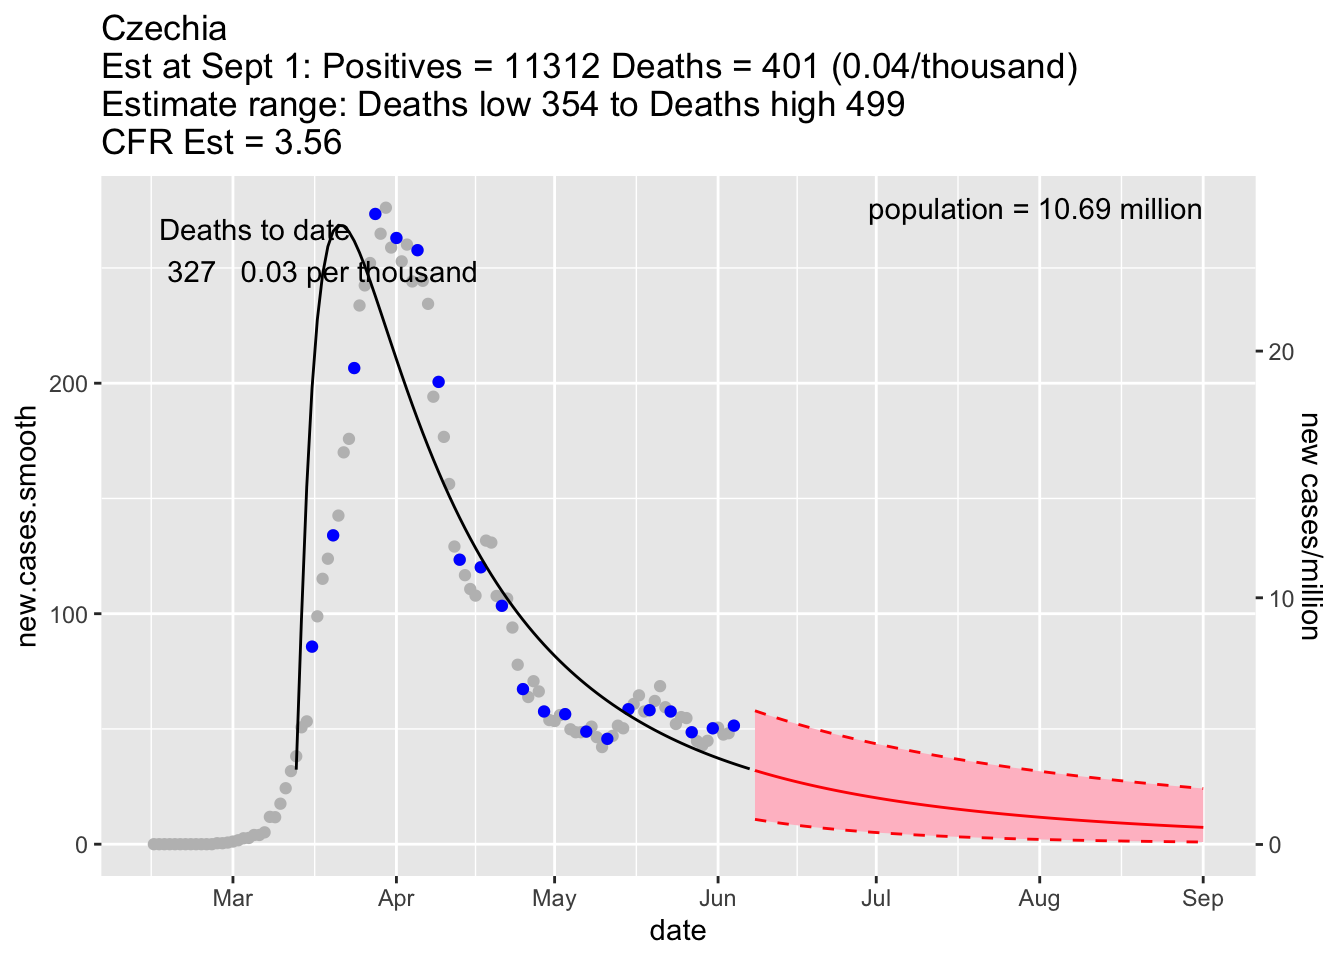 Czechia
Est at Sept 1: Positives = 11312 Deaths = 401 (0.04/thousand)
Estimate range: Deaths low 354 to Deaths high 499
CFR Est = 3.56
Deaths to date
327 0.03 per thousand
population = 10.69 million
new.cases.smooth
200
100
0
20
10
0
new cases/million
Mar Apr May Jun Jul Aug Sep
date